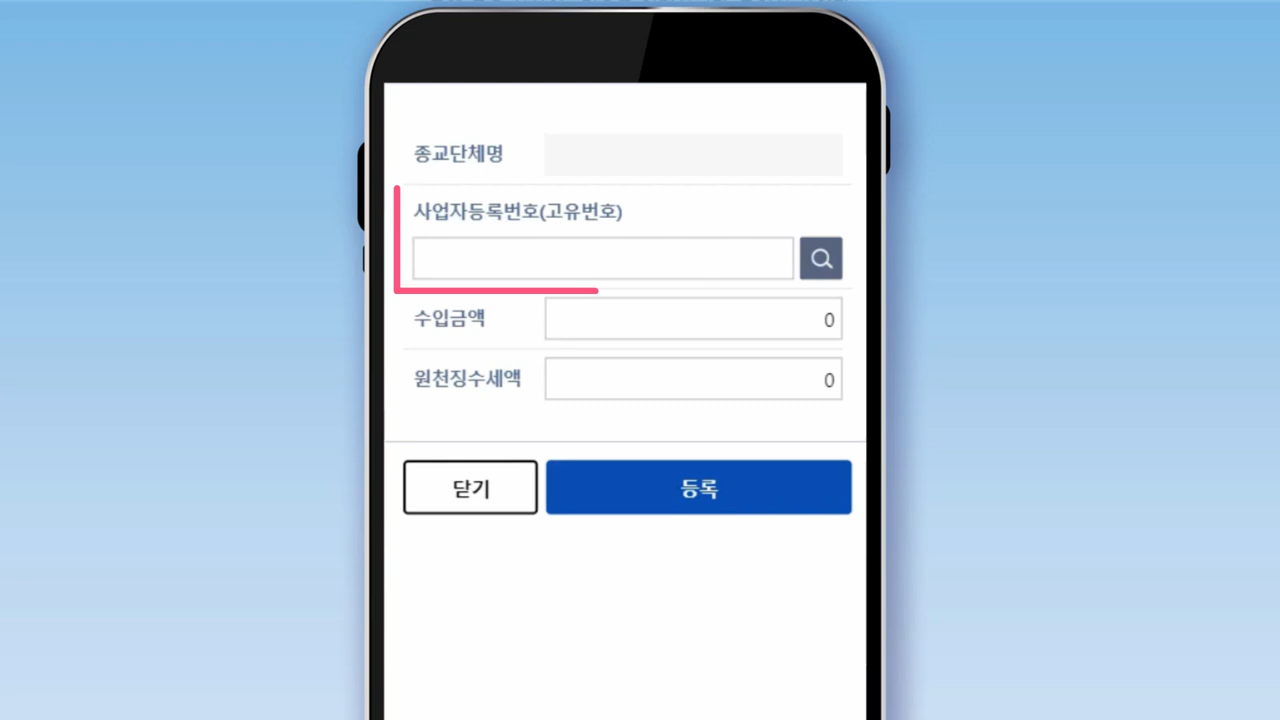 종교단체명
사업자등록번호(고유번호)
수입금액 0
원천징수세액 0
닫기 등록